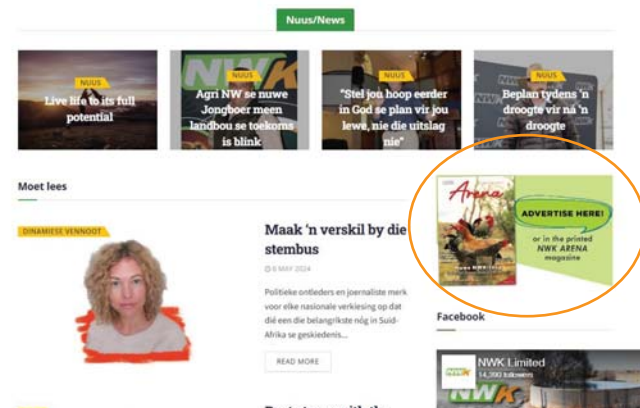 Nuus/News
NUUS
Live life to its full
potential
NUUS
Agri NW se nuwe
Jongboer meen
landbou se toekoms
is blink
NUUS
"Stel jou hoop eerder
in God se plan vir jou
lewe, nie die uitslag
nie"
NUUS
Beplan tydens 'n
droogte vir ná 'n
droogte
Moet lees
DINAMIESE VENNOOT
Maak 'n verskil by die
stembus
8 MAY 2024
Politieke ontleders en joernaliste merk
voor elke nasionale verkiesing op dat
dié een die belangrikste nóg in Suid-
Afrika se geskiedenis...
READ MORE
Arena
ADVERTISE HERE!
or in the printed
NWK ARENA
magazine
Facebook
NWK Limited
14,390 followers
NWK